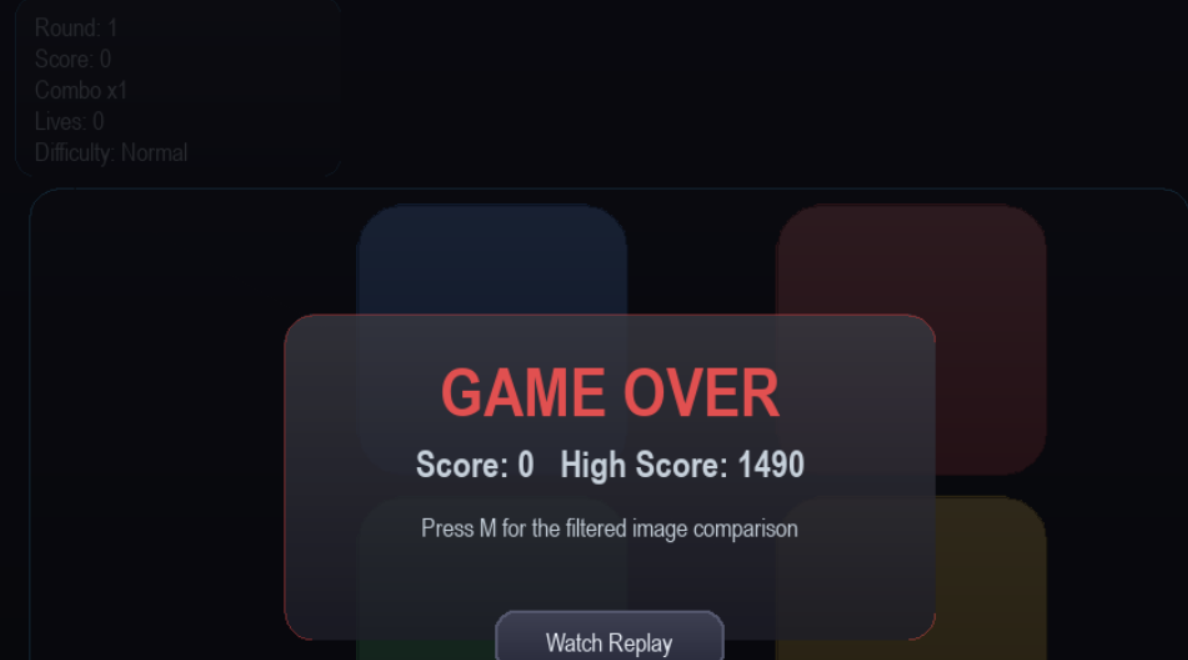 Round: 1
Score: 0
Combo x1
Lives: 0
Difficulty: Normal
GAME OVER
Score: 0 High Score: 1490
Press M for the filtered image comparison
Watch Replay